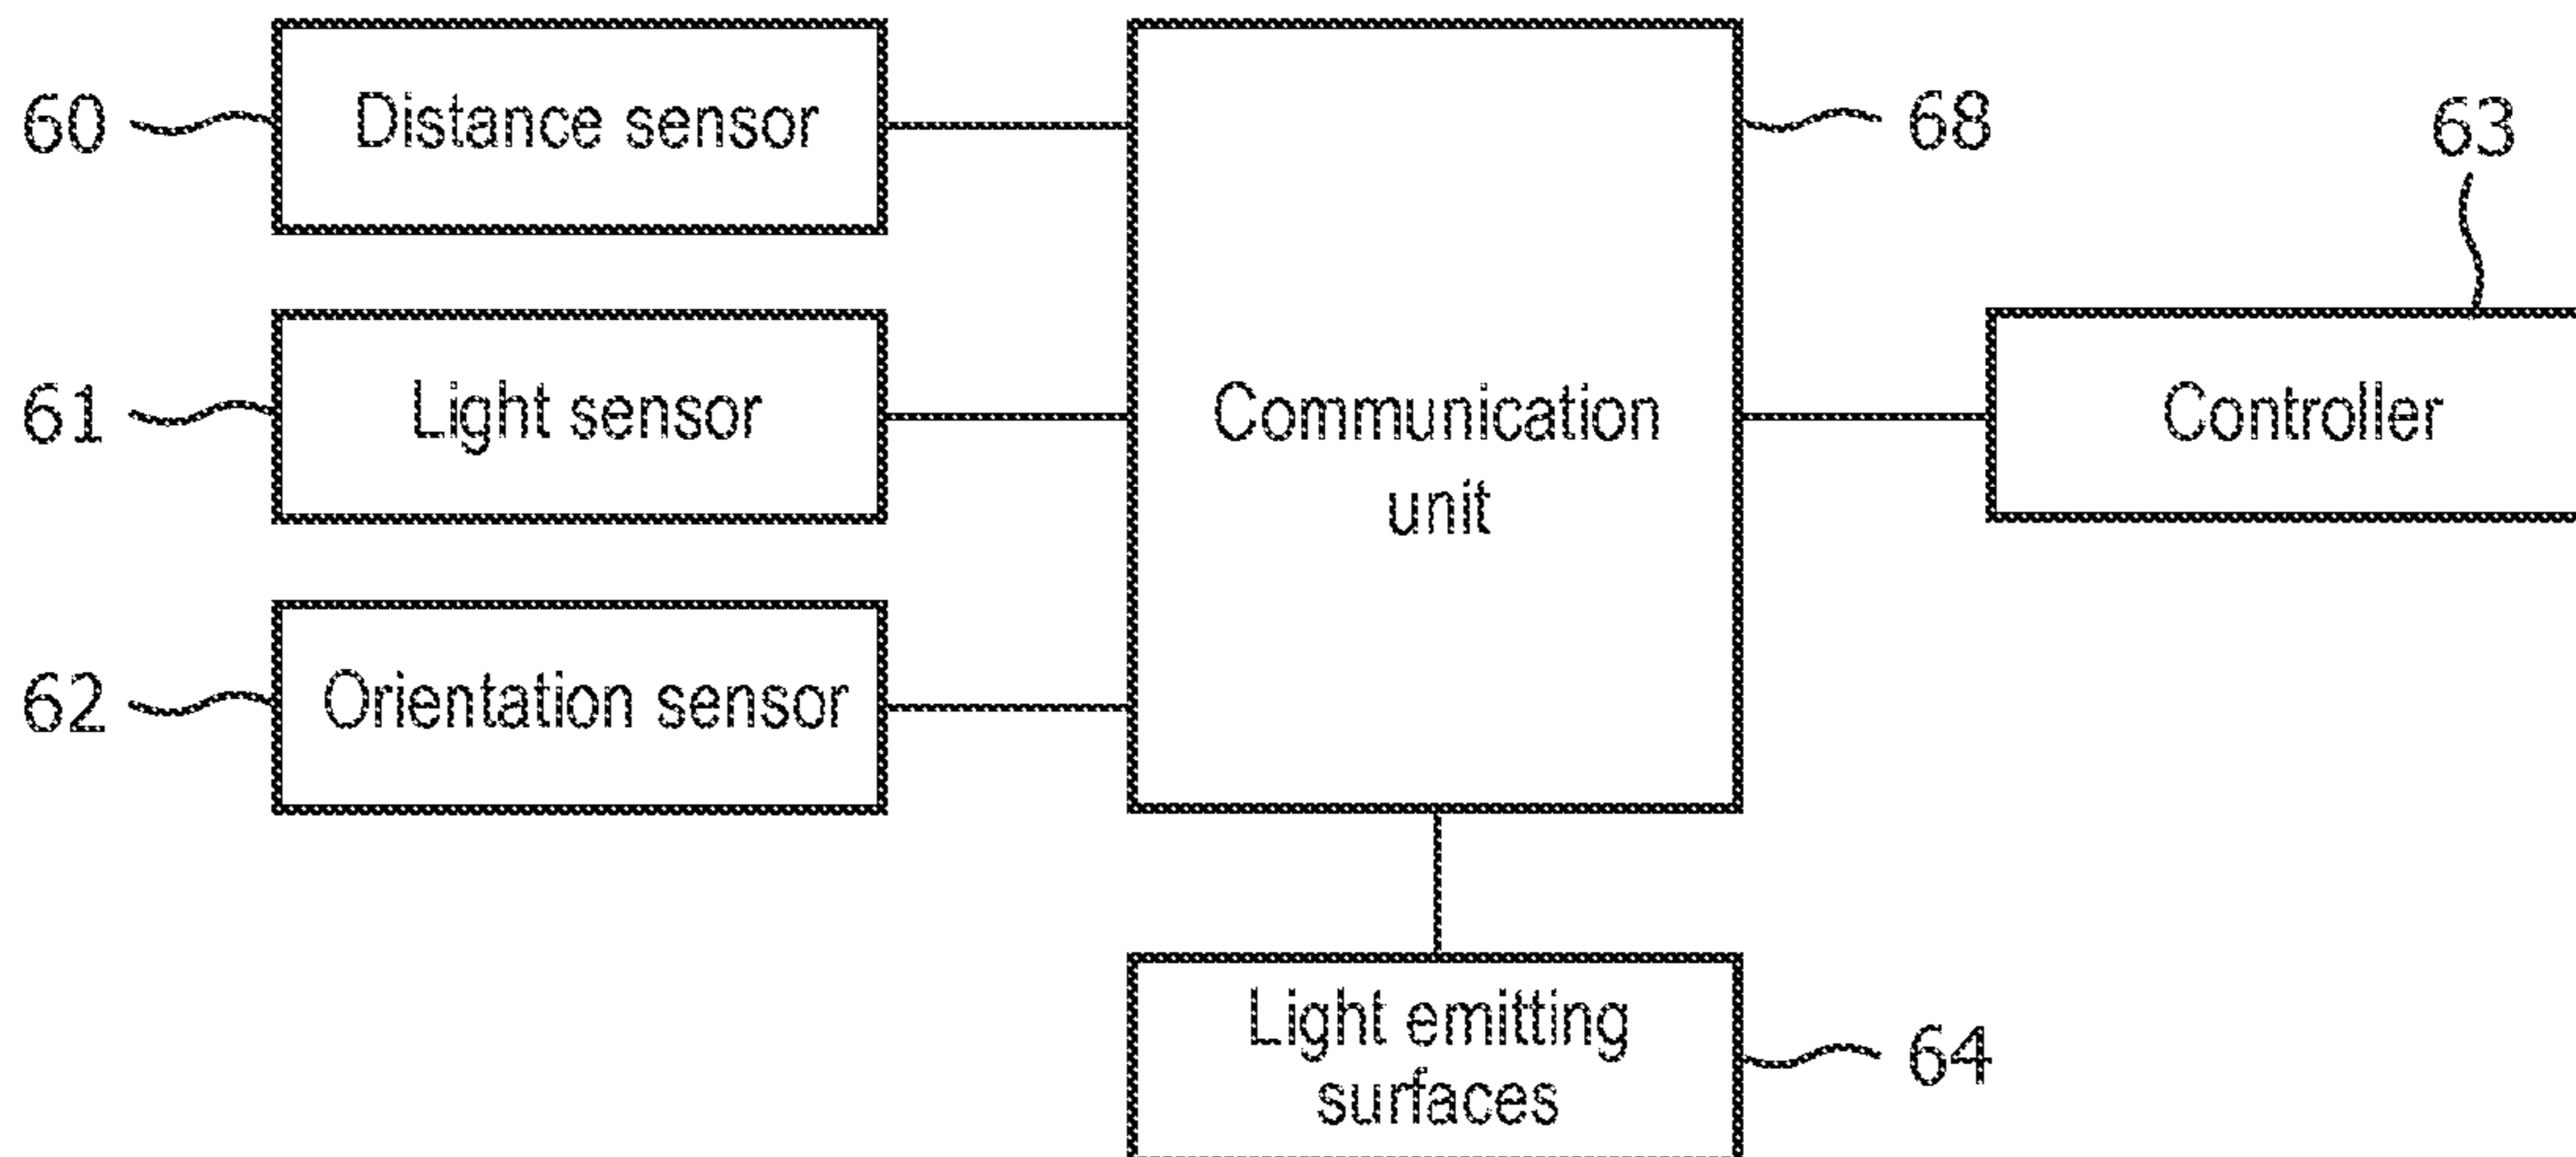 60
Distance sensor
68
63
61
Light sensor
Communication
unit
Controller
62
Orientation sensor
Light emitting
surfaces
64